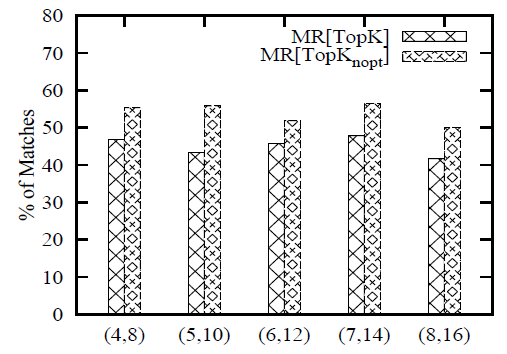 80
70
60
50
40
30
20
10
0
% of Matches
MR[TopK]
MR[TopKnopt]
(4,8) (5,10) (6,12) (7,14) (8,16)